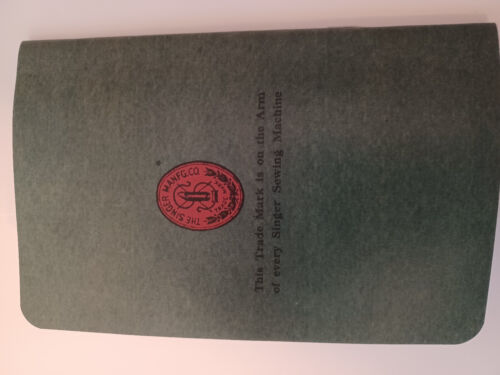 THE SINGER MANFG. CO.
This Trade Mark is on the Arm
of every Singer Sewing Machine